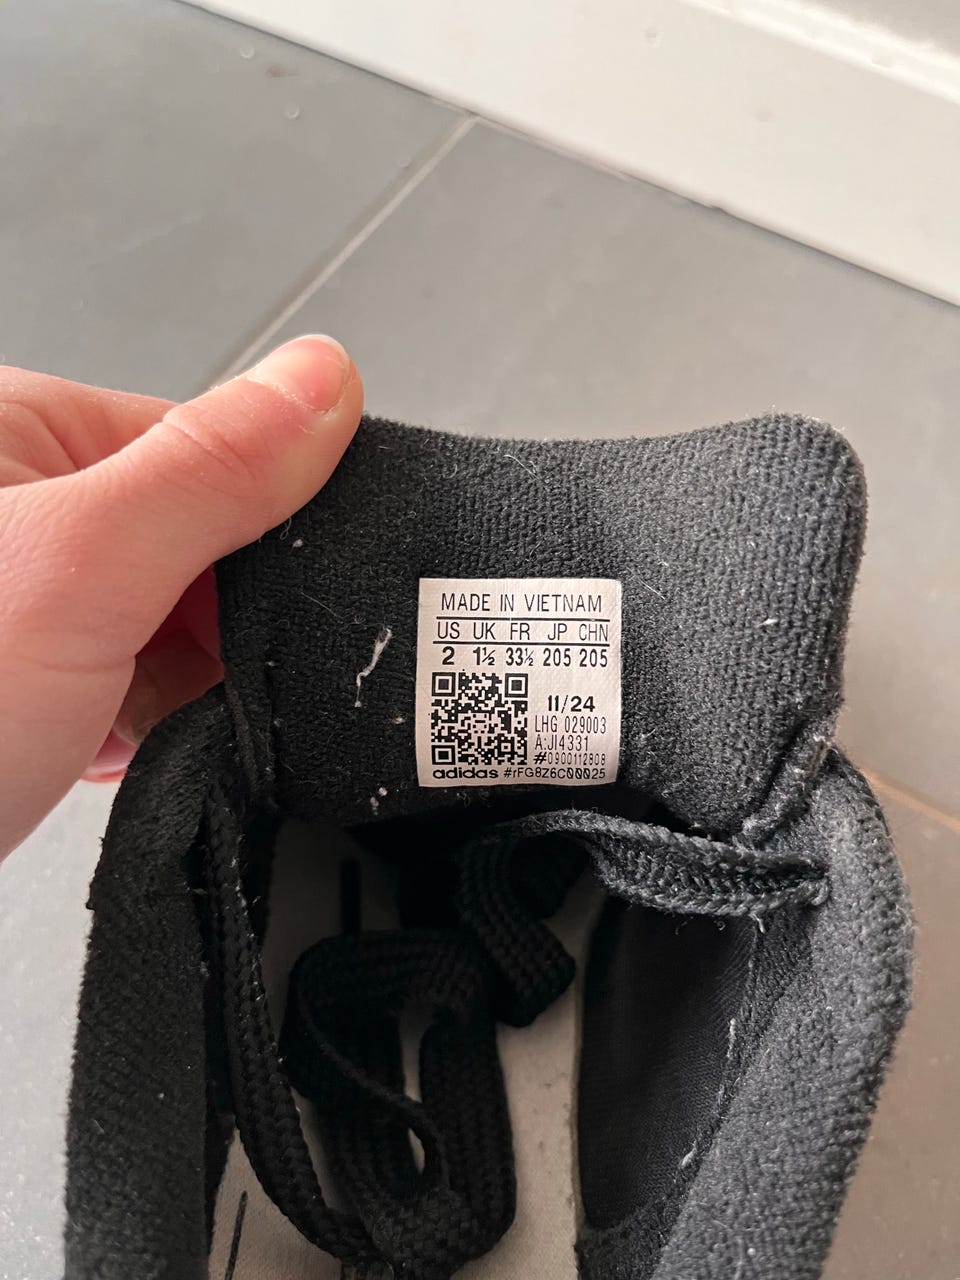 MADE IN VIETNAM
US UK FR JP CHN
2 1½ 33½ 205 205
11/24
LHG 029003
A:JI4331
#0900112808
adidas #rFG8Z6C00025